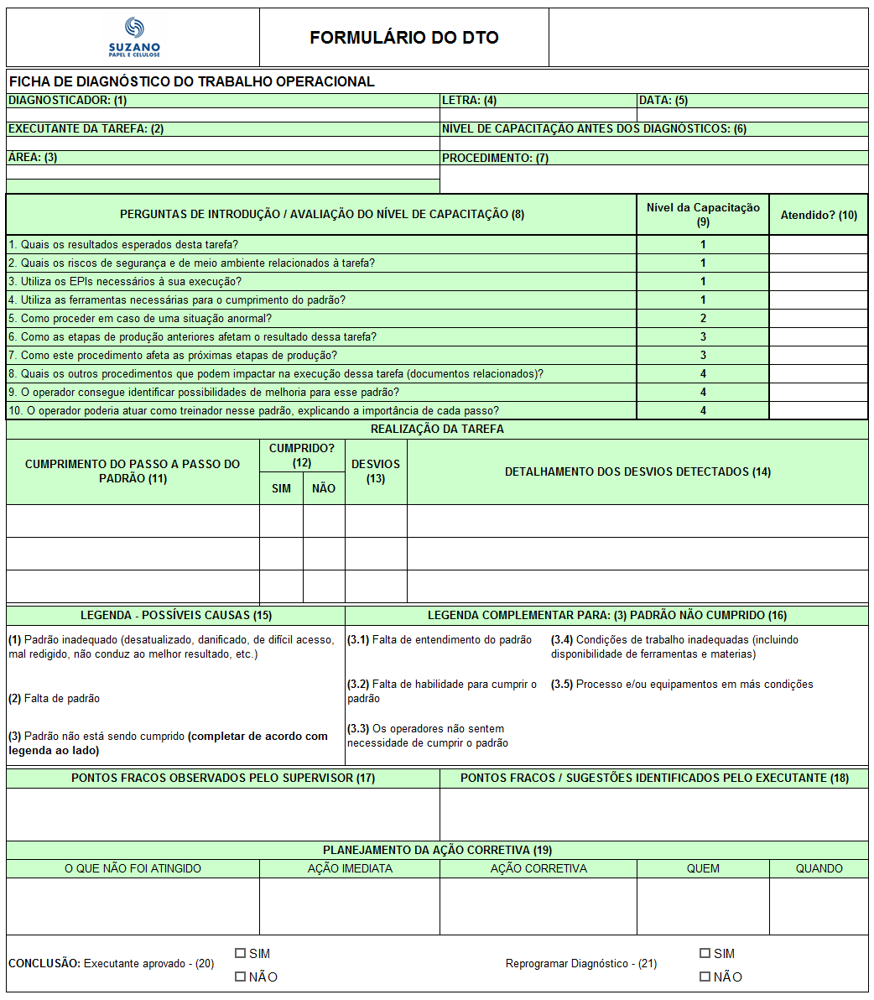 SUZANO
PAPEL E CELULOSE
FORMULÁRIO DO DTO
FICHA DE DIAGNÓSTICO DO TRABALHO OPERACIONAL
DIAGNOSTICADOR: (1)
LETRA: (4)
DATA: (5)
EXECUTANTE DA TAREFA: (2)
NÍVEL DE CAPACITAÇÃO ANTES DOS DIAGNÓSTICOS: (6)
ÁREA: (3)
PROCEDIMENTO: (7)
PERGUNTAS DE INTRODUÇÃO / AVALIAÇÃO DO NÍVEL DE CAPACITAÇÃO (8)
Nível da Capacitação
(9)
Atendido? (10)
1. Quais os resultados esperados desta tarefa? 1
2. Quais os riscos de segurança e de meio ambiente relacionados à tarefa? 1
3. Utiliza os EPIs necessários à sua execução? 1
4. Utiliza as ferramentas necessárias para o cumprimento do padrão? 1
5. Como proceder em caso de uma situação anormal? 2
6. Como as etapas de produção anteriores afetam o resultado dessa tarefa? 3
7. Como este procedimento afeta as próximas etapas de produção? 3
8. Quais os outros procedimentos que podem impactar na execução dessa tarefa (documentos relacionados)? 4
9. O operador consegue identificar possibilidades de melhoria para esse padrão? 4
10. O operador poderia atuar como treinador nesse padrão, explicando a importância de cada passo? 4
REALIZAÇÃO DA TAREFA
CUMPRIMENTO DO PASSO A PASSO DO
PADRÃO (11)
CUMPRIDO?
(12)
SIM
NÃO
DESVIOS
(13)
DETALHAMENTO DOS DESVIOS DETECTADOS (14)
LEGENDA - POSSÍVEIS CAUSAS (15)
(1) Padrão inadequado (desatualizado, danificado, de difícil acesso,
mal redigido, não conduz ao melhor resultado, etc.)
(2) Falta de padrão
(3) Padrão não está sendo cumprido (completar de acordo com
legenda ao lado)
LEGENDA COMPLEMENTAR PARA: (3) PADRÃO NÃO CUMPRIDO (16)
(3.1) Falta de entendimento do padrão
(3.2) Falta de habilidade para cumprir o
padrão
(3.3) Os operadores não sentem
necessidade de cumprir o padrão
(3.4) Condições de trabalho inadequadas (incluindo
disponibilidade de ferramentas e materias)
(3.5) Processo e/ou equipamentos em más condições
PONTOS FRACOS OBSERVADOS PELO SUPERVISOR (17)
PONTOS FRACOS / SUGESTÕES IDENTIFICADOS PELO EXECUTANTE (18)
PLANEJAMENTO DA AÇÃO CORRETIVA (19)
O QUE NÃO FOI ATINGIDO
AÇÃO IMEDIATA
AÇÃO CORRETIVA
QUEM
QUANDO
CONCLUSÃO: Executante aprovado - (20)
SIM
NÃO
Reprogramar Diagnóstico - (21)
SIM
NÃO